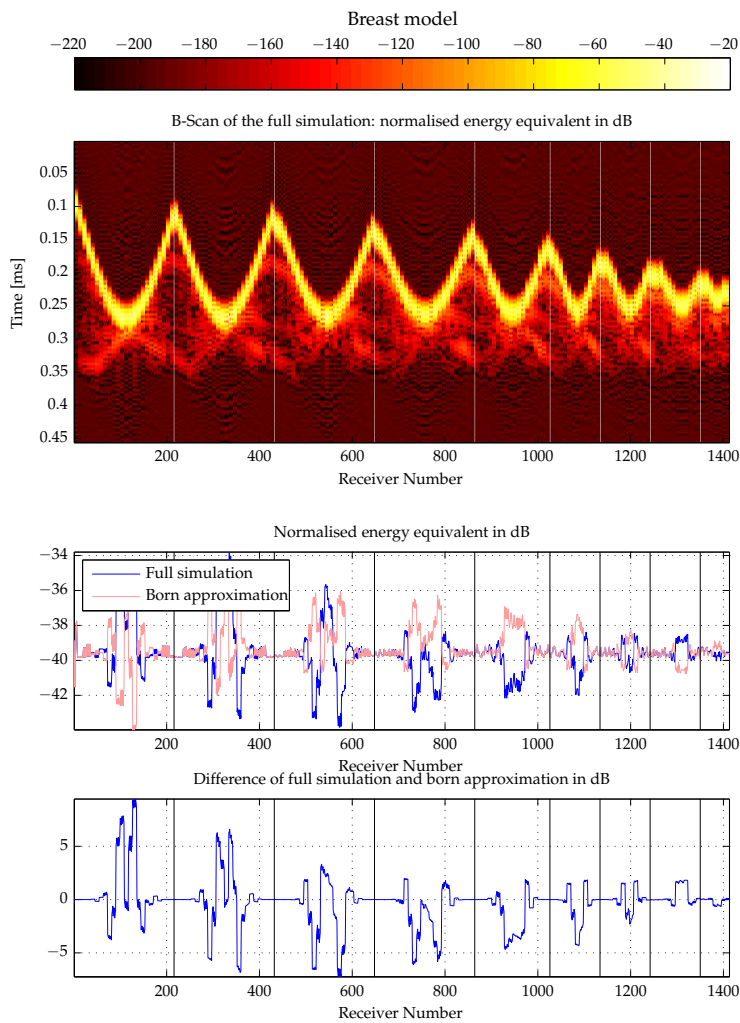 Breast model
−220 −200 −180 −160 −140 −120 −100 −80 −60 −40 −20
B-Scan of the full simulation: normalised energy equivalent in dB
0.05
0.1
0.15
0.2
0.25
0.3
0.35
0.4
0.45
Time [ms]
200 400 600 800 1000 1200 1400
Receiver Number
Normalised energy equivalent in dB
−34
−36
−38
−40
−42
Full simulation
Born approximation
200 400 600 800 1000 1200 1400
Receiver Number
Difference of full simulation and born approximation in dB
5
0
−5
200 400 600 800 1000 1200 1400
Receiver Number